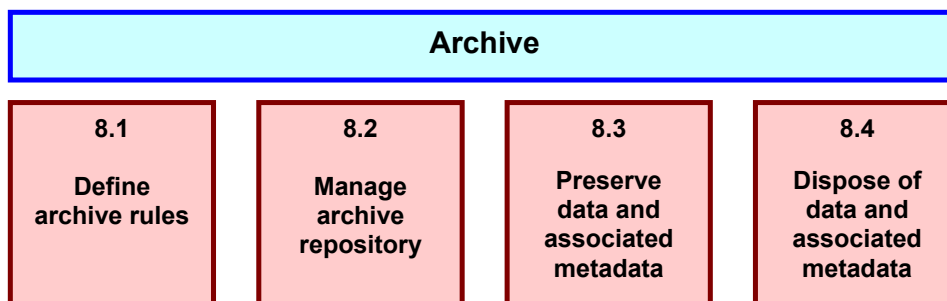 Archive
8.1
Define
archive rules
8.2
Manage
archive
repository
8.3
Preserve
data and
associated
metadata
8.4
Dispose of
data and
associated
metadata